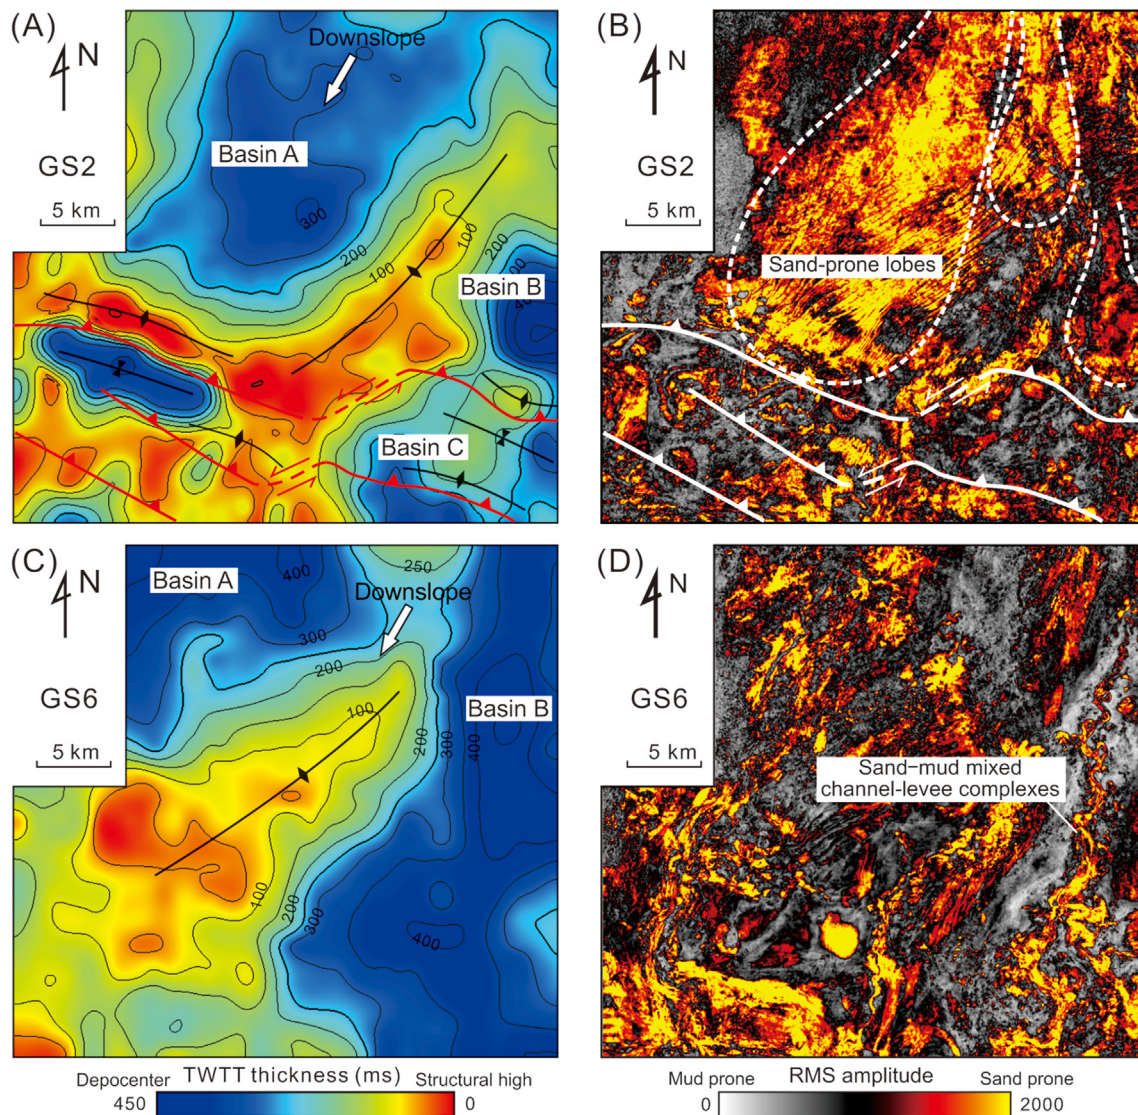 (A)
N
GS2
5 km
Downslope
Basin A
300
200
100
100
200
Basin B
Basin C
(B)
N
GS2
5 km
Sand-prone lobes
(C)
N
GS6
5 km
Basin A
400
250
Downslope
300
200
100
200
300
400
Basin B
100
200
300
400
(D)
N
GS6
5 km
Sand–mud mixed
channel-levee complexes
Depocenter TWTT thickness (ms) Structural high
450 0
Mud prone RMS amplitude Sand prone
0 2000